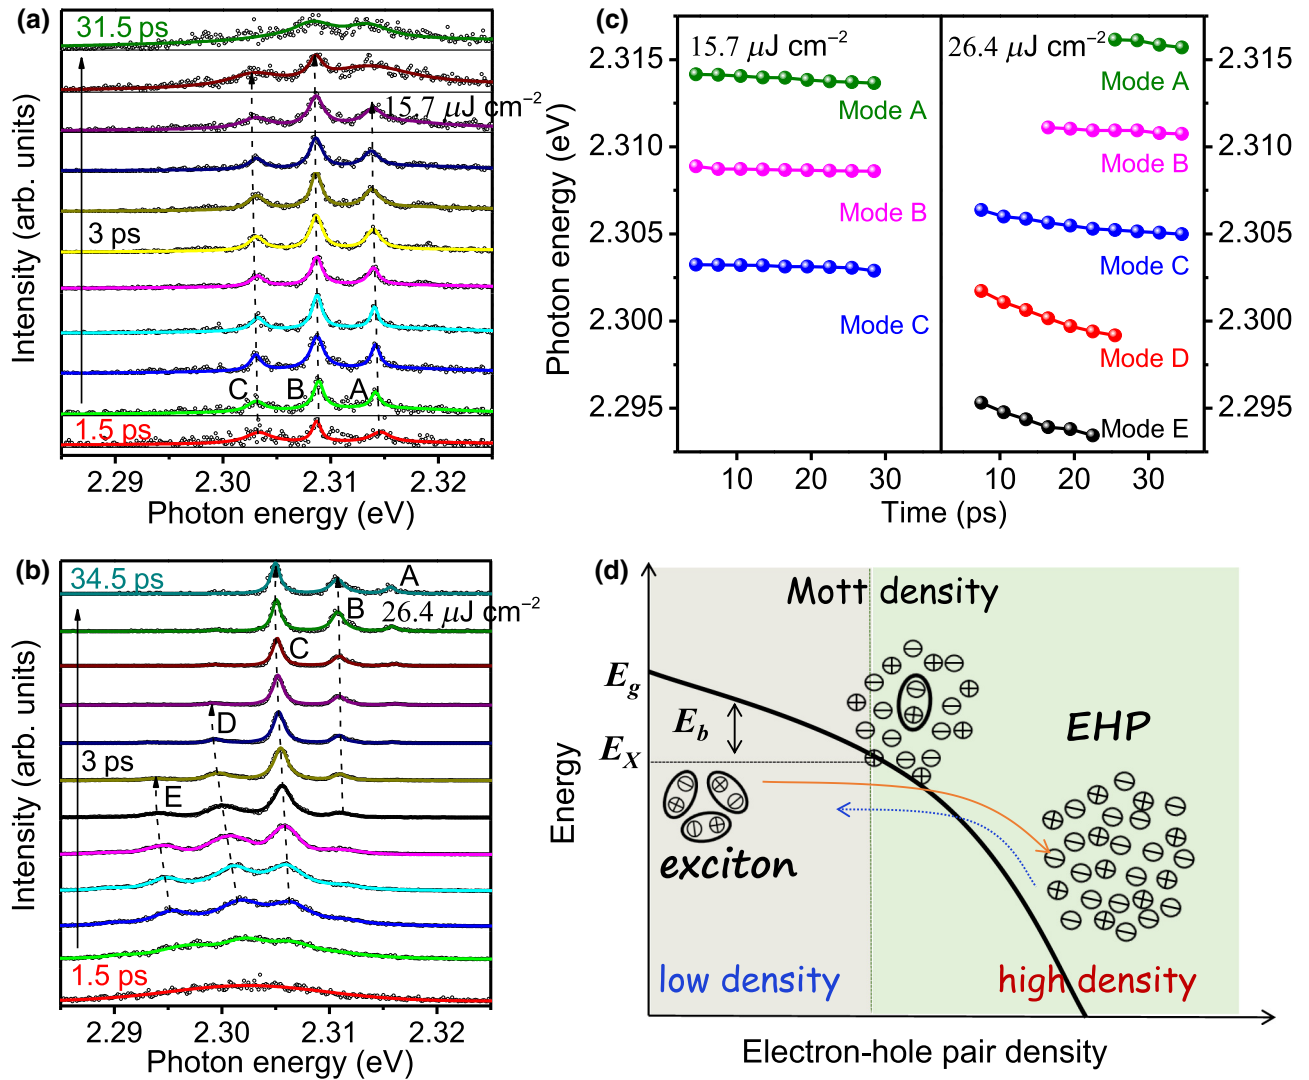 (a)
31.5 ps
15.7 μJ cm⁻²
3 ps
C B A
1.5 ps
Intensity (arb. units)
2.29 2.30 2.31 2.32
Photon energy (eV)
(c)
15.7 μJ cm⁻²
26.4 μJ cm⁻²
2.315
2.310
2.305
2.300
2.295
Photon energy (eV)
Mode A
Mode B
Mode C
Mode A
Mode B
Mode C
Mode D
Mode E
2.315
2.310
2.305
2.300
2.295
10 20 30 10 20 30
Time (ps)
(b)
34.5 ps
A
B
26.4 μJ cm⁻²
C
D
3 ps
E
1.5 ps
Intensity (arb. units)
2.29 2.30 2.31 2.32
Photon energy (eV)
(d)
Mott density
E_g
E_b
E_X
EHP
exciton
low density
high density
Energy
Electron-hole pair density